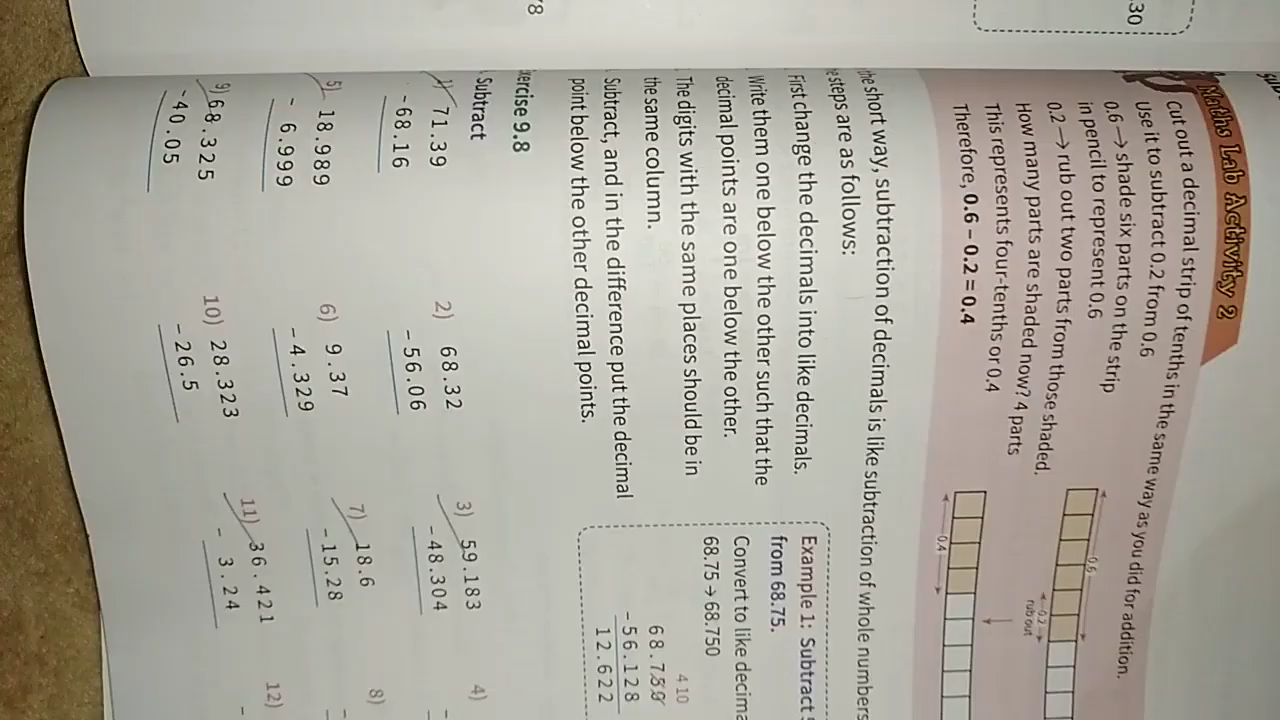 .30
Maths Lab Activity 2
Cut out a decimal strip of tenths in the same way as you did for addition.
Use it to subtract 0.2 from 0.6
0.6 → shade six parts on the strip
in pencil to represent 0.6
0.2 → rub out two parts from those shaded.
How many parts are shaded now? 4 parts
This represents four-tenths or 0.4
Therefore, 0.6 – 0.2 = 0.4
0.6
0.2
rub out
0.4
the short way, subtraction of decimals is like subtraction of whole numbers
steps are as follows:
First change the decimals into like decimals.
Write them one below the other such that the
decimal points are one below the other.
The digits with the same places should be in
the same column.
Subtract, and in the difference put the decimal
point below the other decimal points.
Example 1: Subtract
from 68.75.
Convert to like
68.75 → 68.750
4 10
68.750
-56.128
12.622
Exercise 9.8
Subtract
1) 71.39
-68.16
2) 68.32
-56.06
3) 59.183
-48.304
4)
-
5) 18.989
- 6.999
6) 9.37
-4.329
7) 18.6
-15.28
8)
-
9) 68.325
-40.05
10) 28.323
-26.5
11) 36.421
- 3.24
12)
-
78